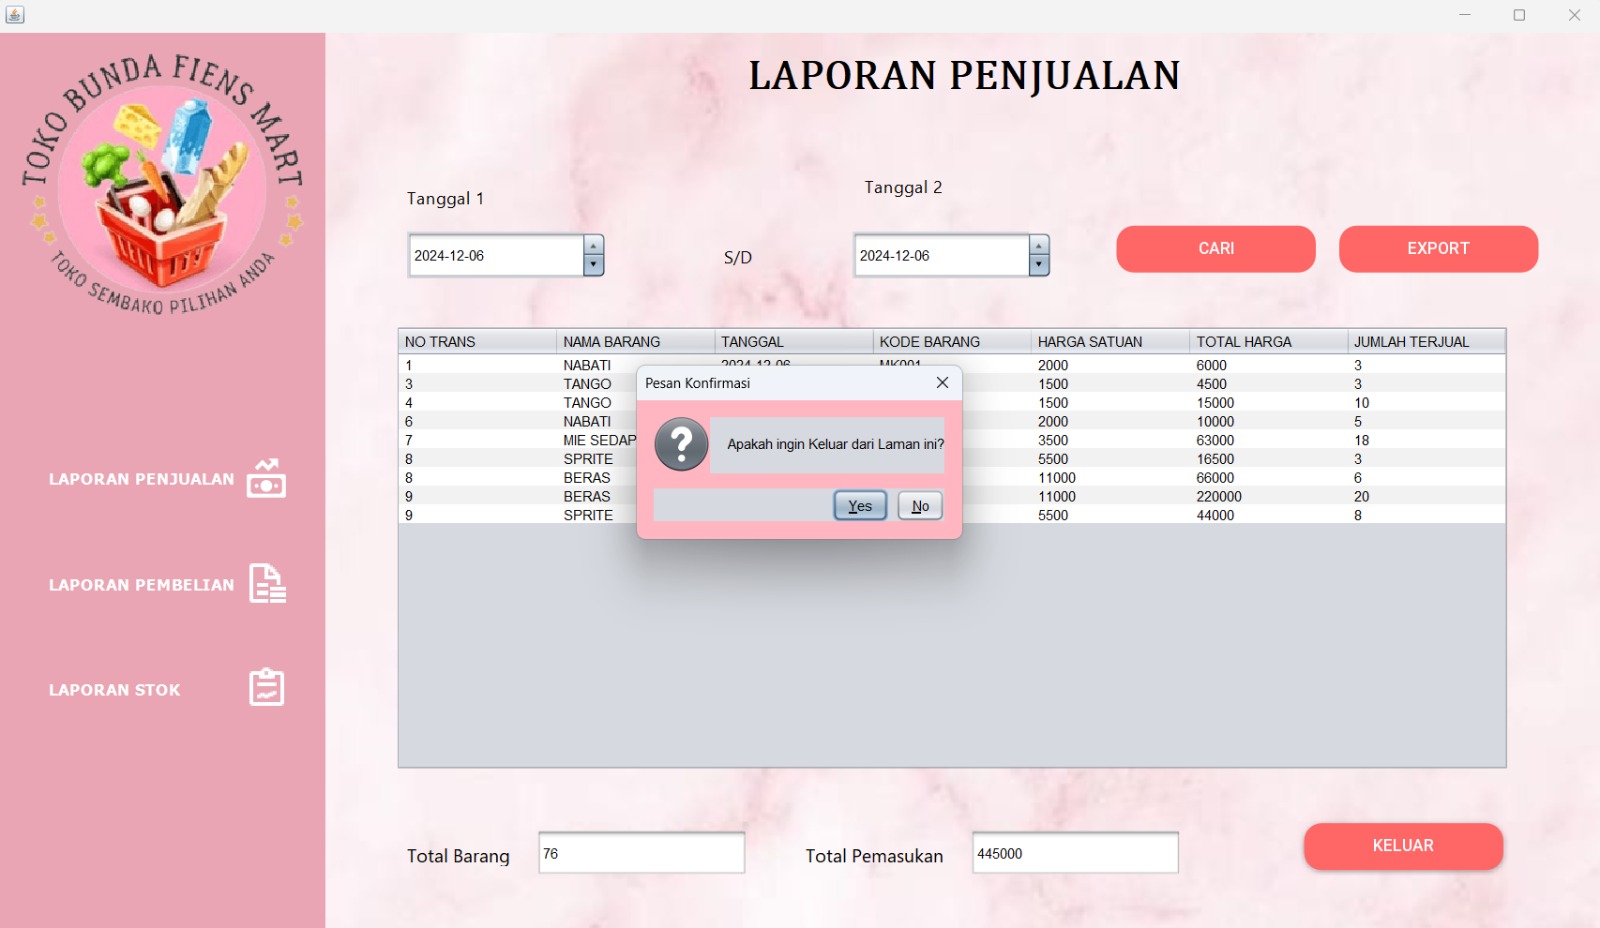 TOKO BUNDA FIENS MART
TOKO SEMBAKO PILIHAN ANDA
LAPORAN PENJUALAN
LAPORAN PEMBELIAN
LAPORAN STOK
LAPORAN PENJUALAN
Tanggal 1
Tanggal 2
2024-12-06
S/D
2024-12-06
CARI
EXPORT
NO TRANS NAMA BARANG TANGGAL KODE BARANG HARGA SATUAN TOTAL HARGA JUMLAH TERJUAL
1 NABATI 2024-12-06 MK001 2000 6000 3
3 TANGO 1500 4500 3
4 TANGO 1500 15000 10
6 NABATI 2000 10000 5
7 MIE SEDAP 3500 63000 18
8 SPRITE 5500 16500 3
8 BERAS 11000 66000 6
9 BERAS 11000 220000 20
9 SPRITE 5500 44000 8
Pesan Konfirmasi
Apakah ingin Keluar dari Laman ini?
Yes
No
Total Barang 76
Total Pemasukan 445000
KELUAR